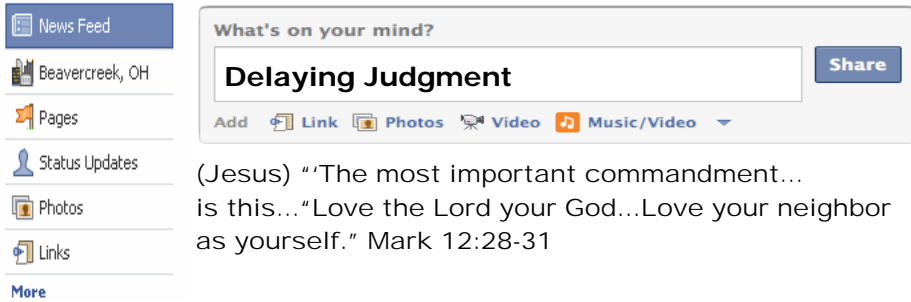 News Feed
Beavercreek, OH
Pages
Status Updates
Photos
Links
More
What's on your mind?
Delaying Judgment
Share
Add Link Photos Video Music/Video
(Jesus) "'The most important commandment…
is this…"Love the Lord your God...Love your neighbor
as yourself." Mark 12:28-31